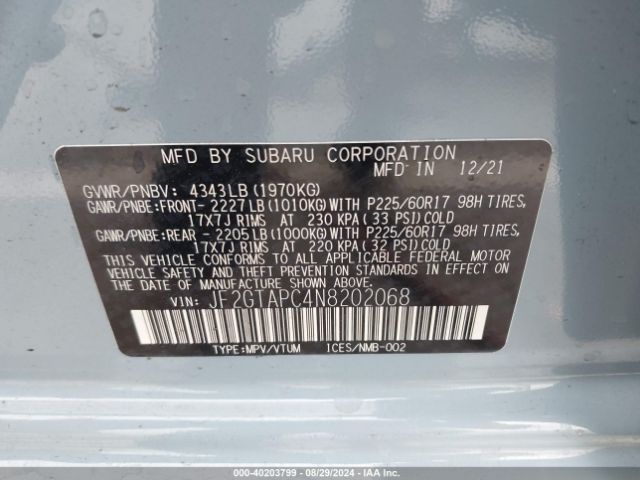 MFD BY SUBARU CORPORATION
MFD. IN 12/21
GVWR/PNBV: 4343LB (1970KG)
GAWR/PNBE:FRONT- 2227LB (1010KG) WITH P225/60R17 98H TIRES,
17X7J RIMS AT 230 KPA (33 PSI) COLD
GAWR/PNBE:REAR - 2205LB (1000KG) WITH P225/60R17 98H TIRES,
17X7J RIMS AT 220 KPA (32 PSI) COLD
THIS VEHICLE CONFORMS TO ALL APPLICABLE FEDERAL MOTOR
VEHICLE SAFETY AND THEFT PREVENTION STANDARDS IN EFFECT ON
THE DATE OF MANUFACTURE SHOWN ABOVE.
VIN: JF2GTAPC4N8202068
TYPE:MPV/VTUM ICES/NMB-002
000-40203799 - 08/29/2024 - IAA Inc.